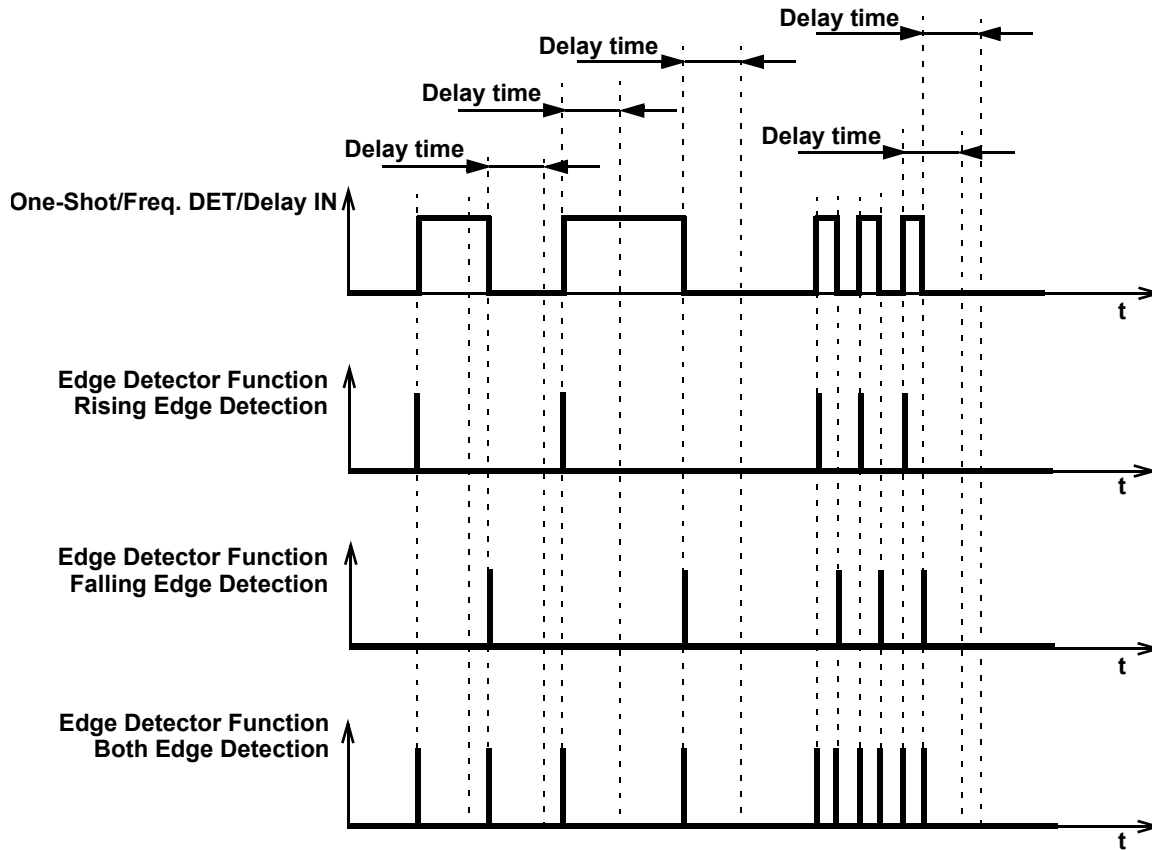 Delay time
Delay time
Delay time
Delay time
Delay time
One-Shot/Freq. DET/Delay IN
t
Edge Detector Function
Rising Edge Detection
t
Edge Detector Function
Falling Edge Detection
t
Edge Detector Function
Both Edge Detection
t